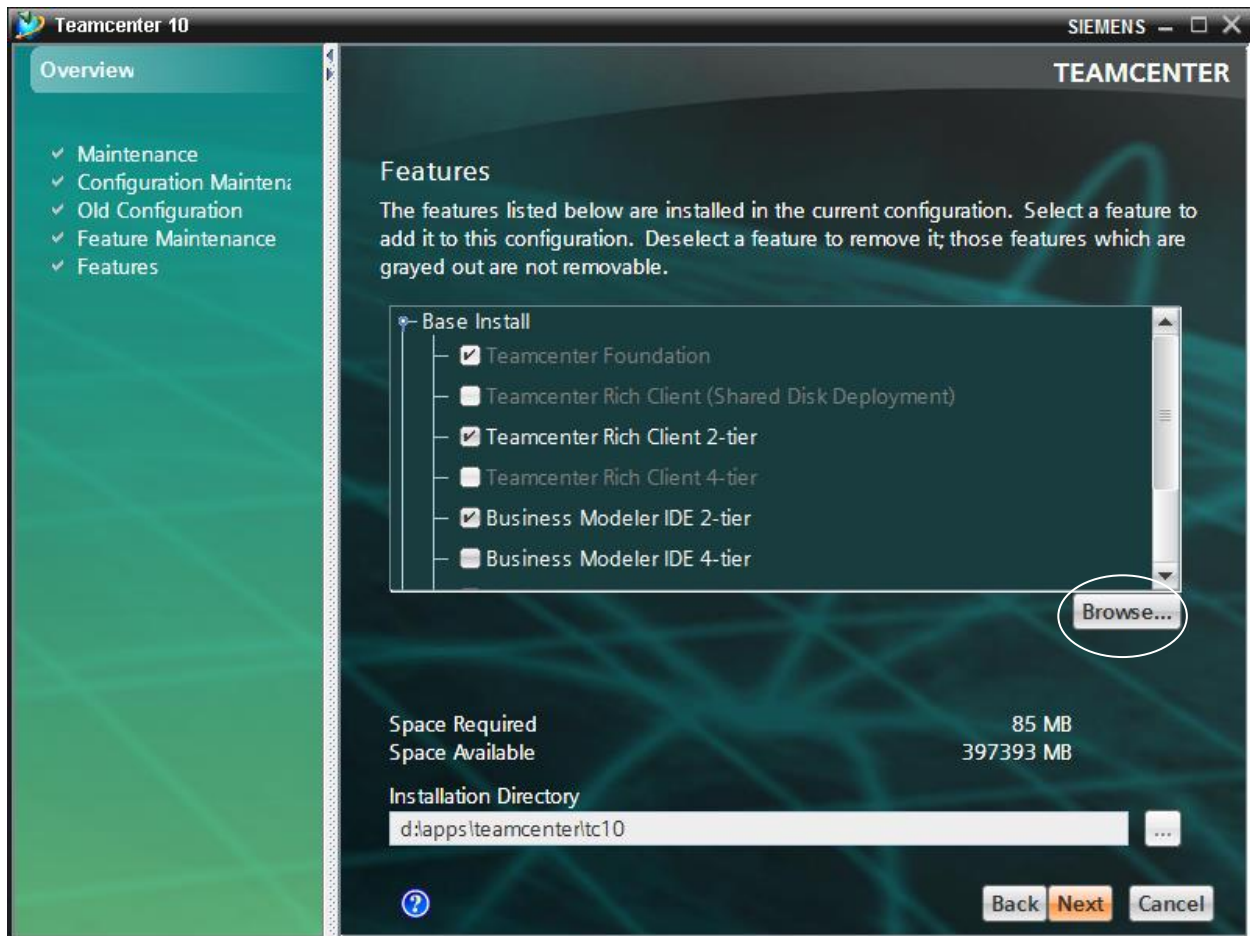 Teamcenter 10
SIEMENS
Overview
TEAMCENTER
Maintenance
Configuration Maintena
Old Configuration
Feature Maintenance
Features
Features
The features listed below are installed in the current configuration. Select a feature to
add it to this configuration. Deselect a feature to remove it; those features which are
grayed out are not removable.
Base Install
Teamcenter Foundation
Teamcenter Rich Client (Shared Disk Deployment)
Teamcenter Rich Client 2-tier
Teamcenter Rich Client 4-tier
Business Modeler IDE 2-tier
Business Modeler IDE 4-tier
Browse...
Space Required 85 MB
Space Available 397393 MB
Installation Directory
d:\apps\teamcenter\tc10
...
?
Back Next Cancel